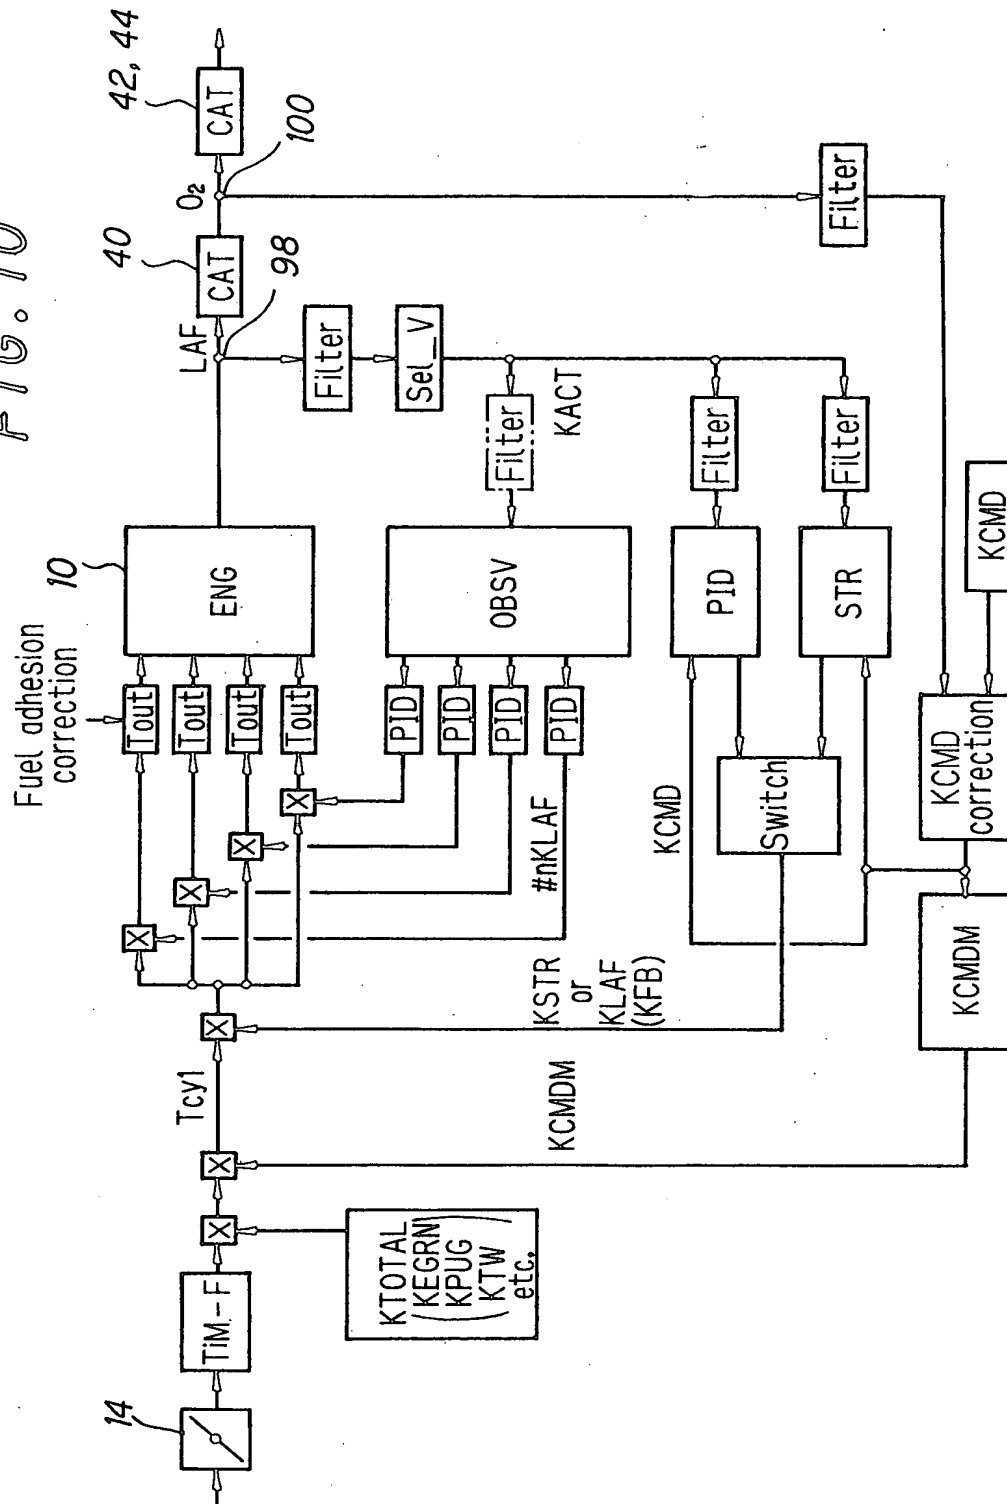 FIG. 10
42, 44
CAT
100
O2
40
CAT
98
LAF
Filter
Filter
Sel_V
KACT
Filter
Filter
Filter
10
ENG
OBSV
PID
STR
KCMD
Fuel adhesion
correction
Tout
Tout
Tout
Tout
PID
PID
PID
PID
X
X
X
X
#nKLAF
KCMD
Switch
KCMD
correction
KCMDM
X
KSTR
or
KLAF
(KFB)
Tcyl
KCMDM
X
X
KTOTAL
(KEGRN
KPUG
KTW)
etc.
TiM-F
14